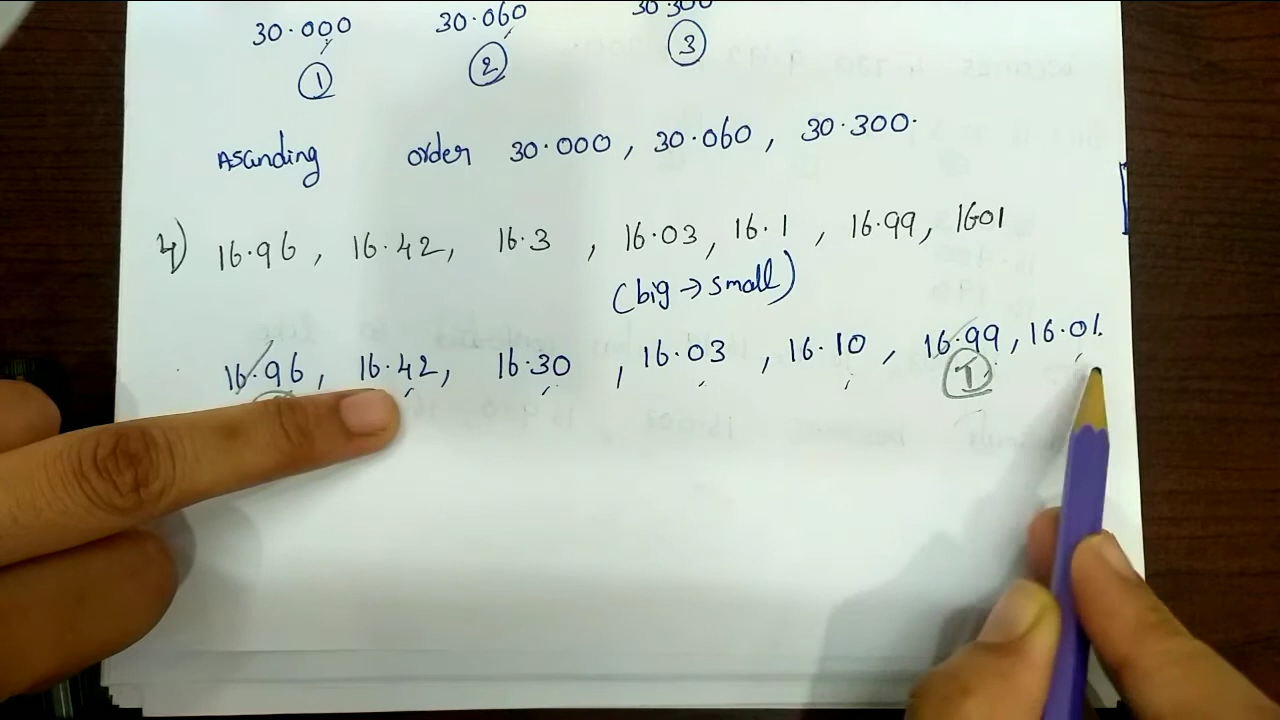 30.000 30.060 30.300
1 2 3
Ascending order 30.000, 30.060, 30.300.
4) 16.96, 16.42, 16.3, 16.03, 16.1, 16.99, 1601
(big → small)
16.96, 16.42, 16.30, 16.03, 16.10, 16.99, 16.01.
1